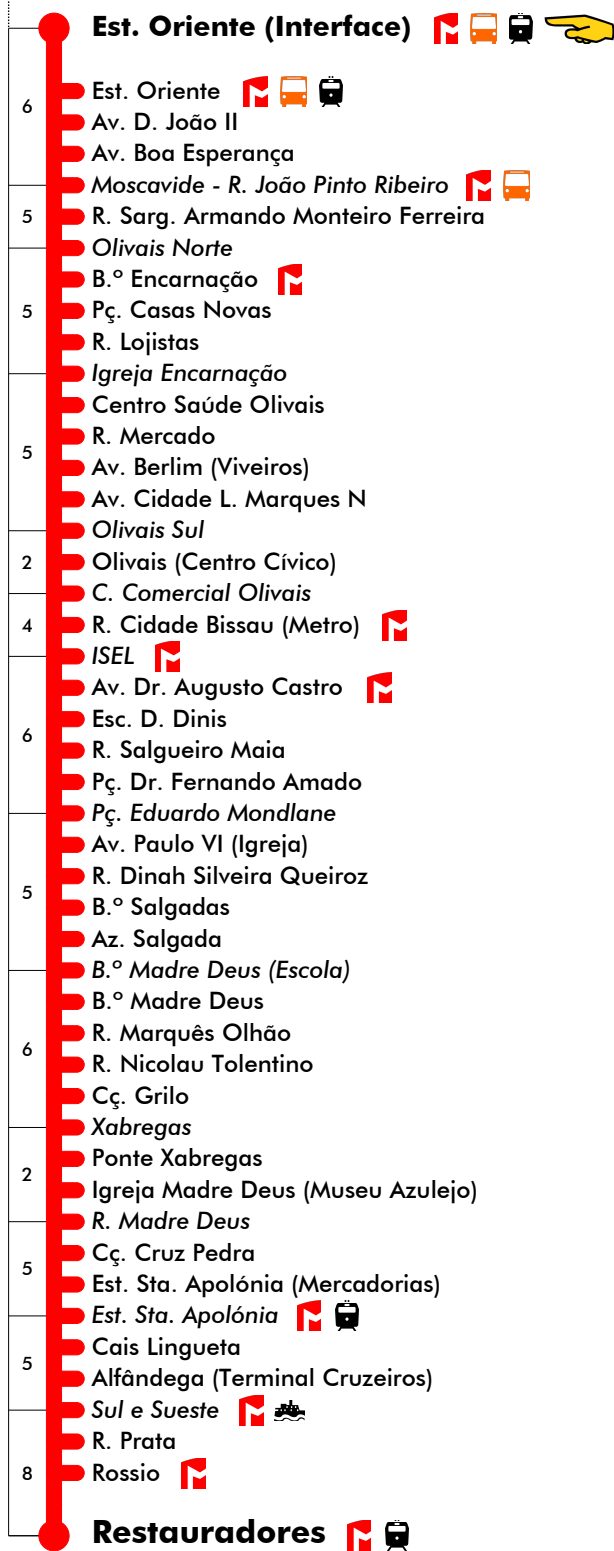 Est. Oriente (Interface)
6
Est. Oriente
Av. D. João II
Av. Boa Esperança
Moscavide - R. João Pinto Ribeiro
5
R. Sarg. Armando Monteiro Ferreira
Olivais Norte
B.º Encarnação
5
Pç. Casas Novas
R. Lojistas
Igreja Encarnação
Centro Saúde Olivais
R. Mercado
5
Av. Berlim (Viveiros)
Av. Cidade L. Marques N
Olivais Sul
2
Olivais (Centro Cívico)
C. Comercial Olivais
4
R. Cidade Bissau (Metro)
ISEL
Av. Dr. Augusto Castro
Esc. D. Dinis
6
R. Salgueiro Maia
Pç. Dr. Fernando Amado
Pç. Eduardo Mondlane
Av. Paulo VI (Igreja)
R. Dinah Silveira Queiroz
5
B.º Salgadas
Az. Salgada
B.º Madre Deus (Escola)
B.º Madre Deus
R. Marquês Olhão
6
R. Nicolau Tolentino
Cç. Grilo
Xabregas
Ponte Xabregas
2
Igreja Madre Deus (Museu Azulejo)
R. Madre Deus
Cç. Cruz Pedra
5
Est. Sta. Apolónia (Mercadorias)
Est. Sta. Apolónia
Cais Lingueta
5
Alfândega (Terminal Cruzeiros)
Sul e Sueste
R. Prata
8
Rossio
Restauradores